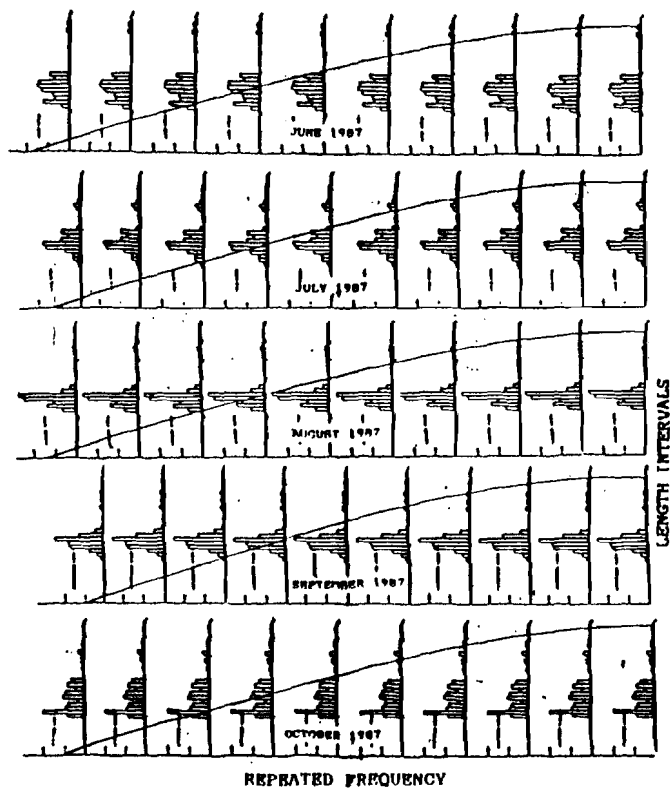 JUNE 1987
JULY 1987
AUGUST 1987
SEPTEMBER 1987
OCTOBER 1987
LENGTH INTERVALS
REPEATED FREQUENCY